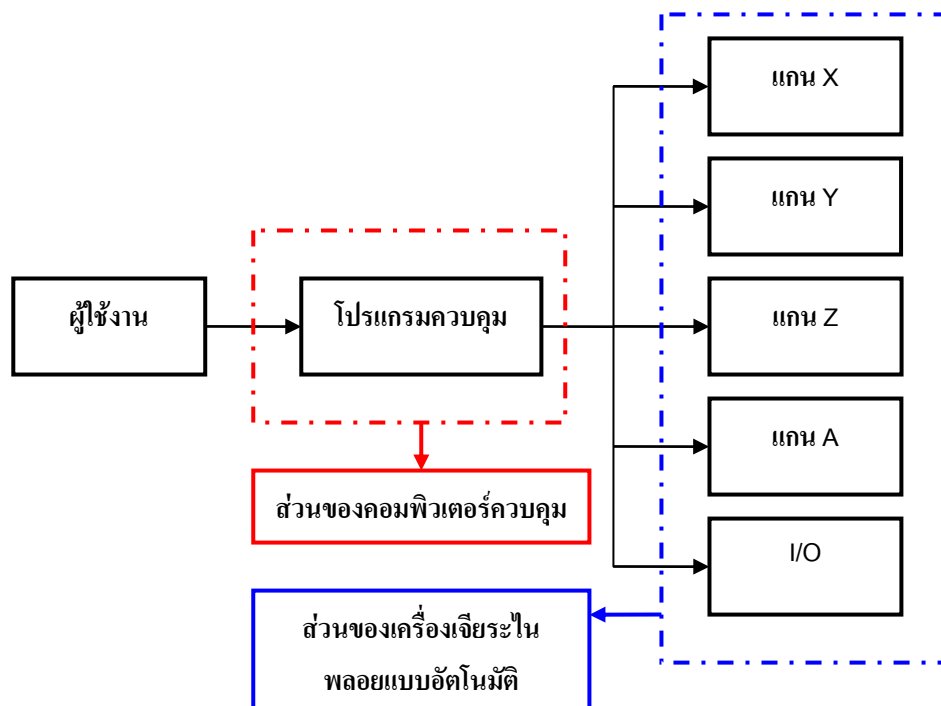 แกน X
แกน Y
ผู้ใช้งาน
โปรแกรมควบคุม
แกน Z
แกน A
ส่วนของคอมพิวเตอร์ควบคุม
I/O
ส่วนของเครื่องเจียระไน
พลอยแบบอัตโนมัติ